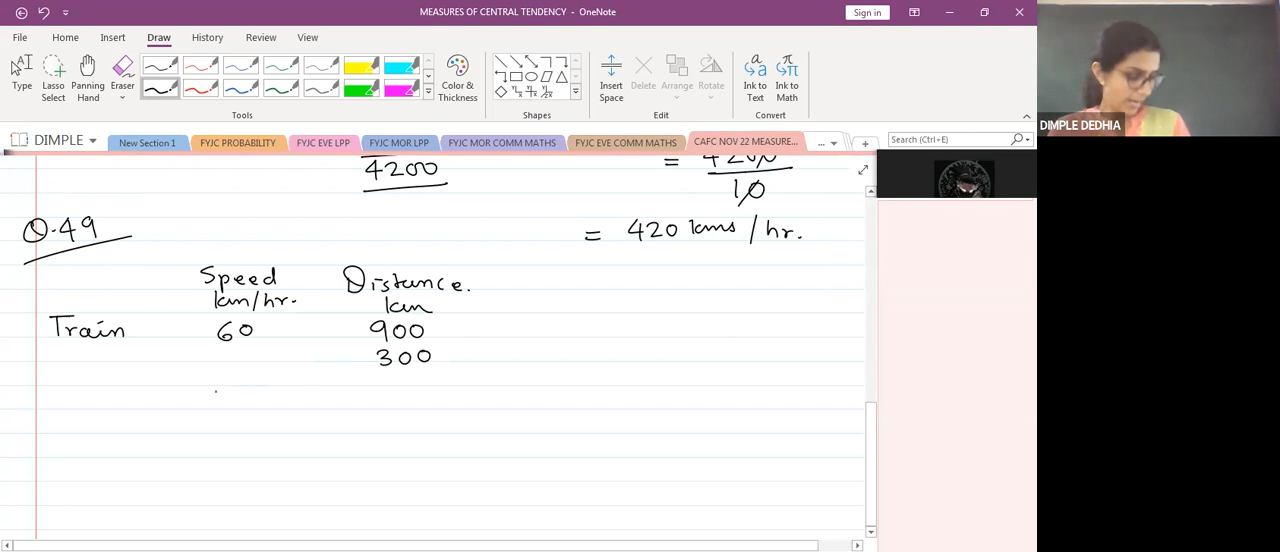 MEASURES OF CENTRAL TENDENCY - OneNote
Sign in
File Home Insert Draw History Review View
Type
Lasso Select
Panning Hand
Eraser
Color & Thickness
Insert Space
Delete
Arrange
Rotate
Ink to Text
Ink to Math
Tools
Shapes
Edit
Convert
DIMPLE
New Section 1
FYJC PROBABILITY
FYJC EVE LPP
FYJC MOR LPP
FYJC MOR COMM MATHS
FYJC EVE COMM MATHS
CAFC NOV 22 MEASURE...
Search (Ctrl+E)
DIMPLE DEDHIA
4200
= 4200
10
Q.49
= 420 kms / hr.
Speed Distance.
km/hr. km
Train 60 900
300